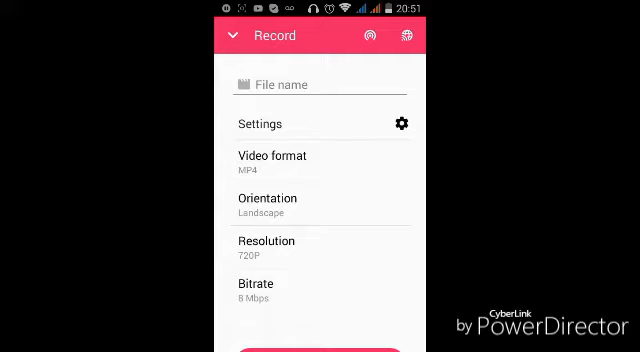 20:51
Record
File name
Settings
Video format
MP4
Orientation
Landscape
Resolution
720P
Bitrate
8 Mbps
CyberLink
by PowerDirector